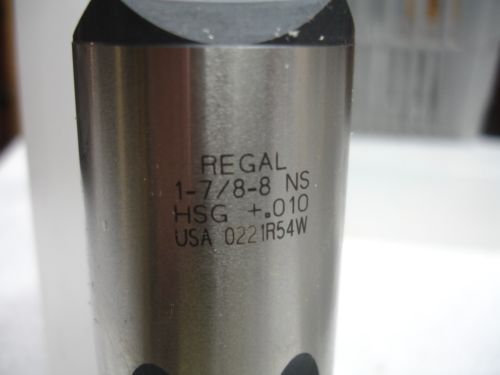 REGAL
1-7/8-8 NS
HSG +.010
USA 0221R54W